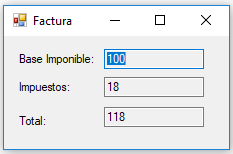 Factura
Base Imponible: 100
Impuestos: 18
Total: 118